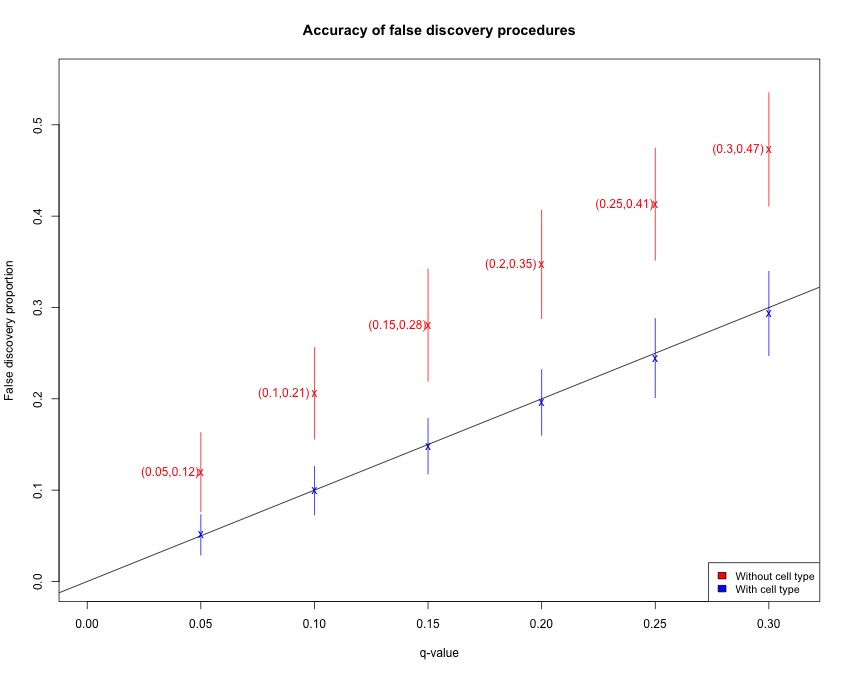 Accuracy of false discovery procedures
False discovery proportion
0.5
0.4
0.3
0.2
0.1
0.0
(0.3,0.47) x
(0.25,0.41)x
(0.2,0.35) x
(0.15,0.28)x
(0.1,0.21) x
(0.05,0.12)x
x
x
x
x
x
x
Without cell type
With cell type
0.00 0.05 0.10 0.15 0.20 0.25 0.30
q-value